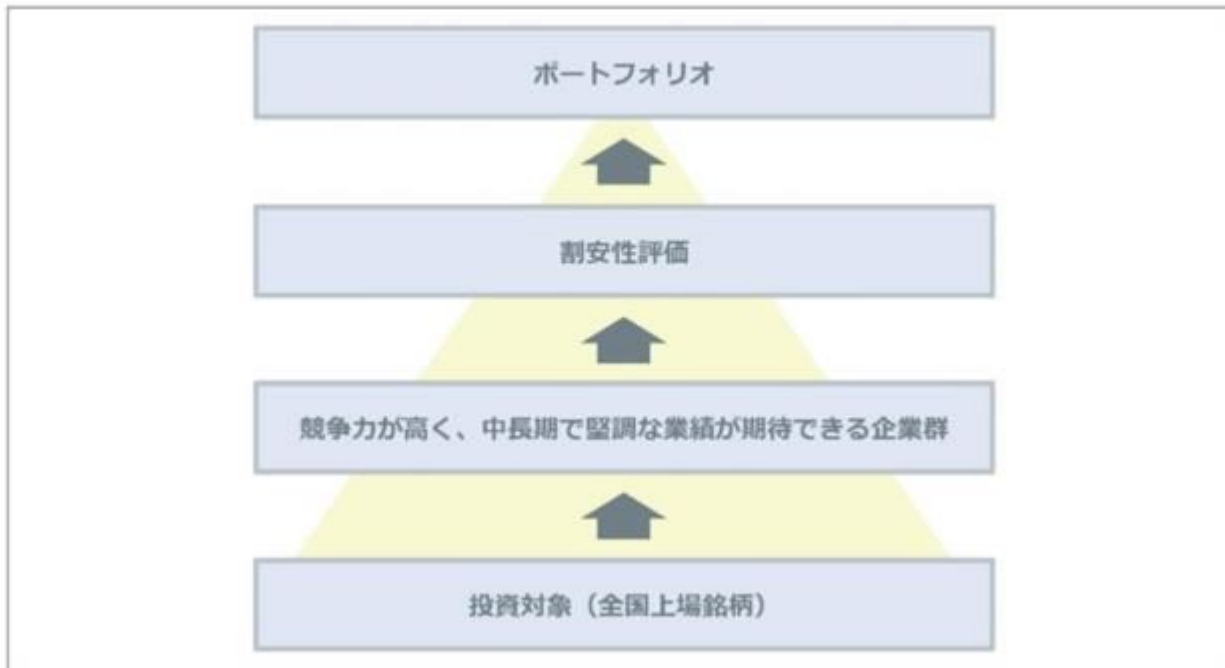 ポートフォリオ
割安性評価
競争力が高く、中長期で堅調な業績が期待できる企業群
投資対象（全国上場銘柄）